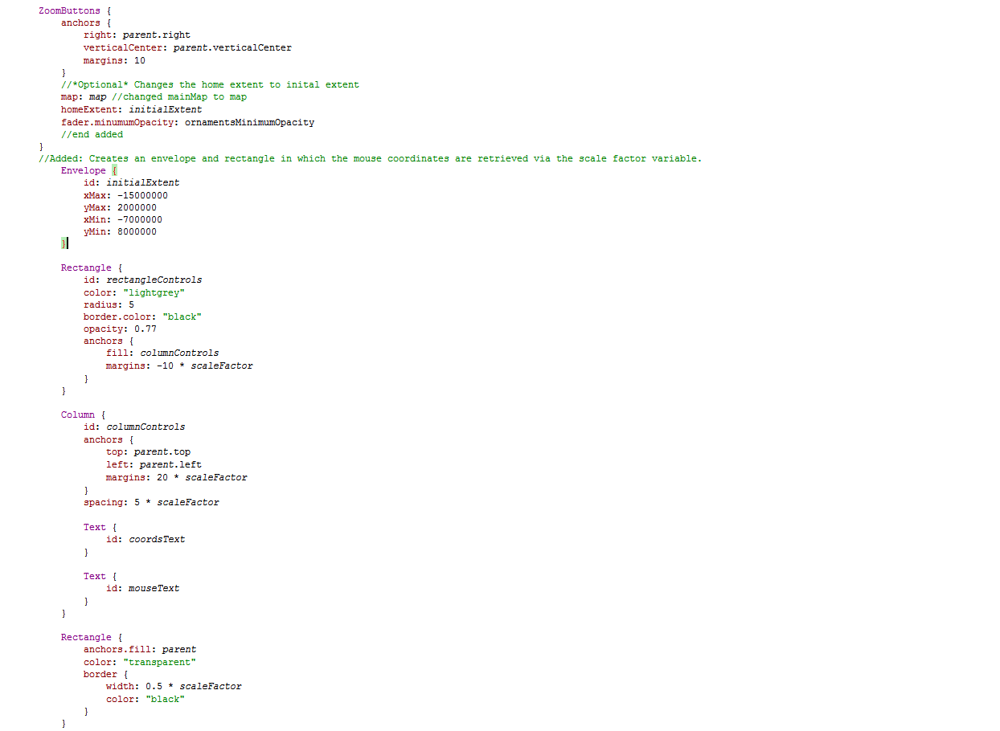 ZoomButtons {
anchors {
right: parent.right
verticalCenter: parent.verticalCenter
margins: 10
}
//*Optional* Changes the home extent to inital extent
map: map //changed mainMap to map
homeExtent: initialExtent
fader.minumumOpacity: ornamentsMinimumOpacity
//end added
}
//Added: Creates an envelope and rectangle in which the mouse coordinates are retrieved via the scale factor variable.
Envelope {
id: initialExtent
xMax: -15000000
yMax: 2000000
xMin: -7000000
yMin: 8000000
}
Rectangle {
id: rectangleControls
color: "lightgrey"
radius: 5
border.color: "black"
opacity: 0.77
anchors {
fill: columnControls
margins: -10 * scaleFactor
}
}
Column {
id: columnControls
anchors {
top: parent.top
left: parent.left
margins: 20 * scaleFactor
}
spacing: 5 * scaleFactor
Text {
id: coordsText
}
Text {
id: mouseText
}
}
Rectangle {
anchors.fill: parent
color: "transparent"
border {
width: 0.5 * scaleFactor
color: "black"
}
}